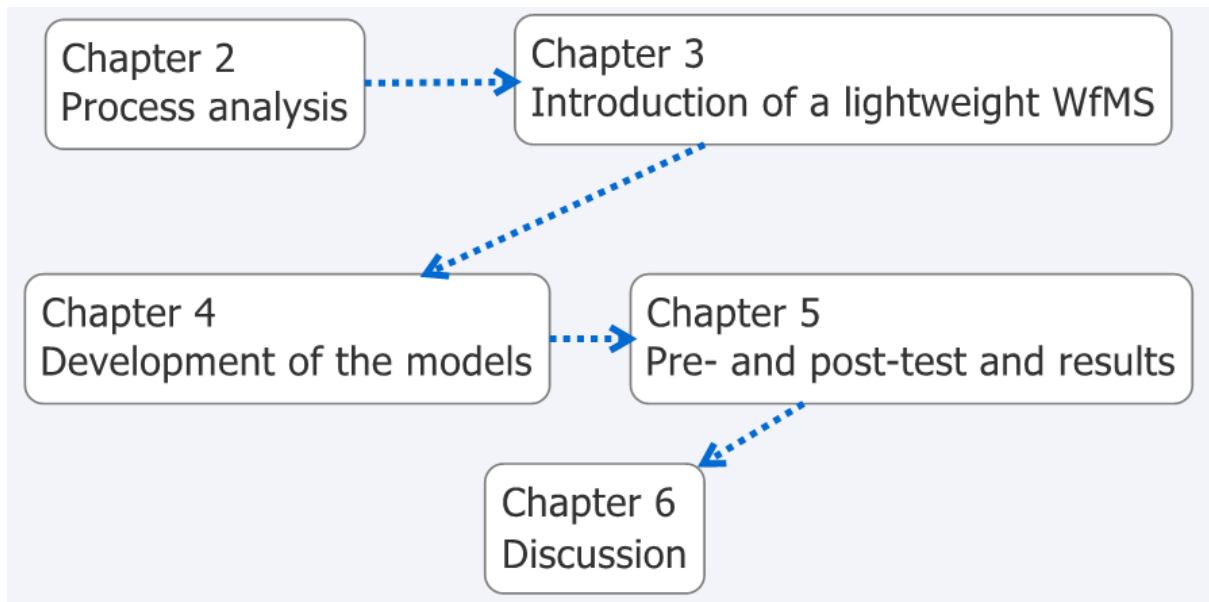 Chapter 2
Process analysis
Chapter 3
Introduction of a lightweight WfMS
Chapter 4
Development of the models
Chapter 5
Pre- and post-test and results
Chapter 6
Discussion